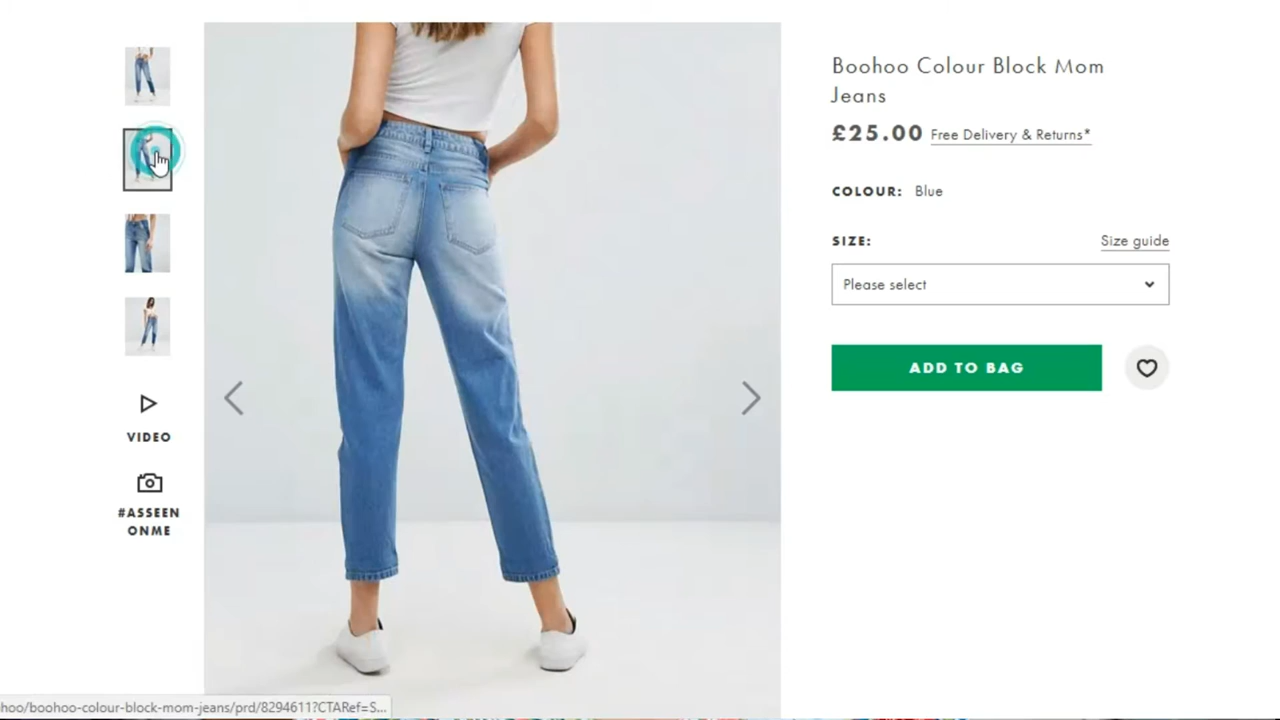 Boohoo Colour Block Mom
Jeans
£25.00 Free Delivery & Returns*
COLOUR: Blue
SIZE: Size guide
Please select
ADD TO BAG
VIDEO
#ASSEEN
ONME
hoo/boohoo-colour-block-mom-jeans/prd/8294611?CTARef=S...